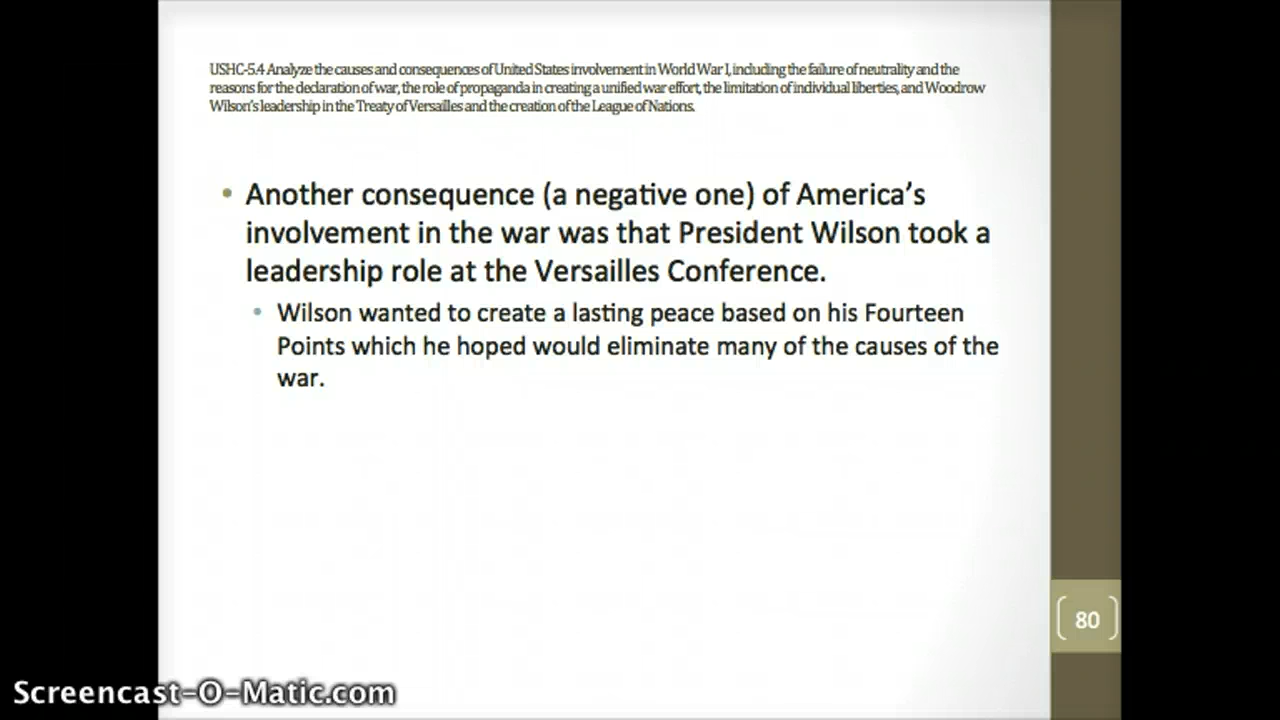 USHC-5.4 Analyze the causes and consequences of United States involvement in World War I, including the failure of neutrality and the
reasons for the declaration of war, the role of propaganda in creating a unified war effort, the limitation of individual liberties, and Woodrow
Wilson's leadership in the Treaty of Versailles and the creation of the League of Nations.
• Another consequence (a negative one) of America's
involvement in the war was that President Wilson took a
leadership role at the Versailles Conference.
• Wilson wanted to create a lasting peace based on his Fourteen
Points which he hoped would eliminate many of the causes of the
war.
80
Screencast-O-Matic.com